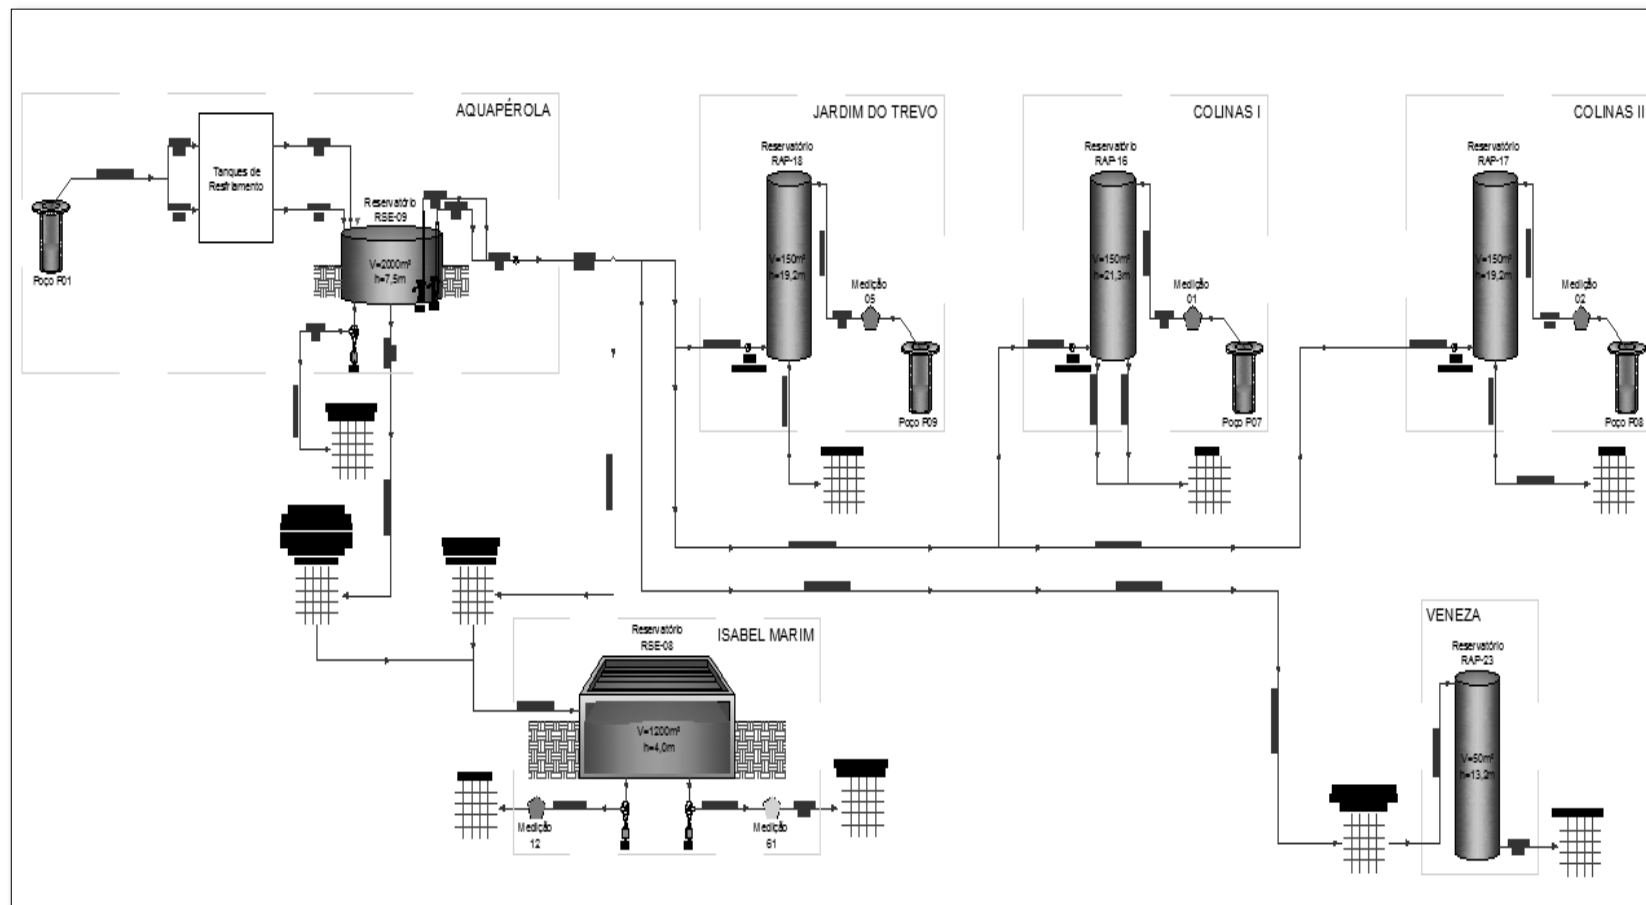 AQUAPÉROLA
Tanques de
Resfriamento
Poço P01
Reservatório
RSE-09
V=2000m³
h=7,5m
JARDIM DO TREVO
Reservatório
RAP-18
V=150m³
h=19,2m
Medição
05
Poço P09
COLINAS I
Reservatório
RAP-16
V=150m³
h=21,3m
Medição
01
Poço P07
COLINAS II
Reservatório
RAP-17
V=150m³
h=19,2m
Medição
02
Poço P08
ISABEL MARIM
Reservatório
RSE-08
V=1200m³
h=4,0m
Medição
12
Medição
61
VENEZA
Reservatório
RAP-23
V=50m³
h=13,2m